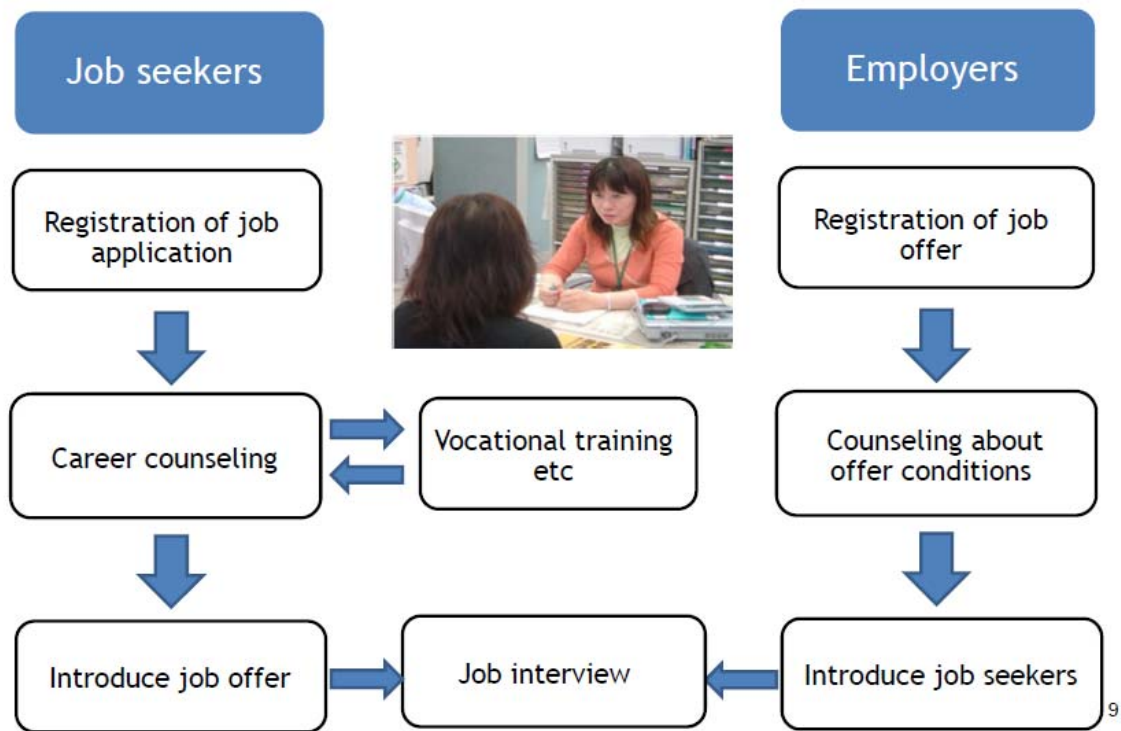 Job seekers
Employers
Registration of job
application
Registration of job
offer
Career counseling
Vocational training
etc
Counseling about
offer conditions
Introduce job offer
Job interview
Introduce job seekers
9